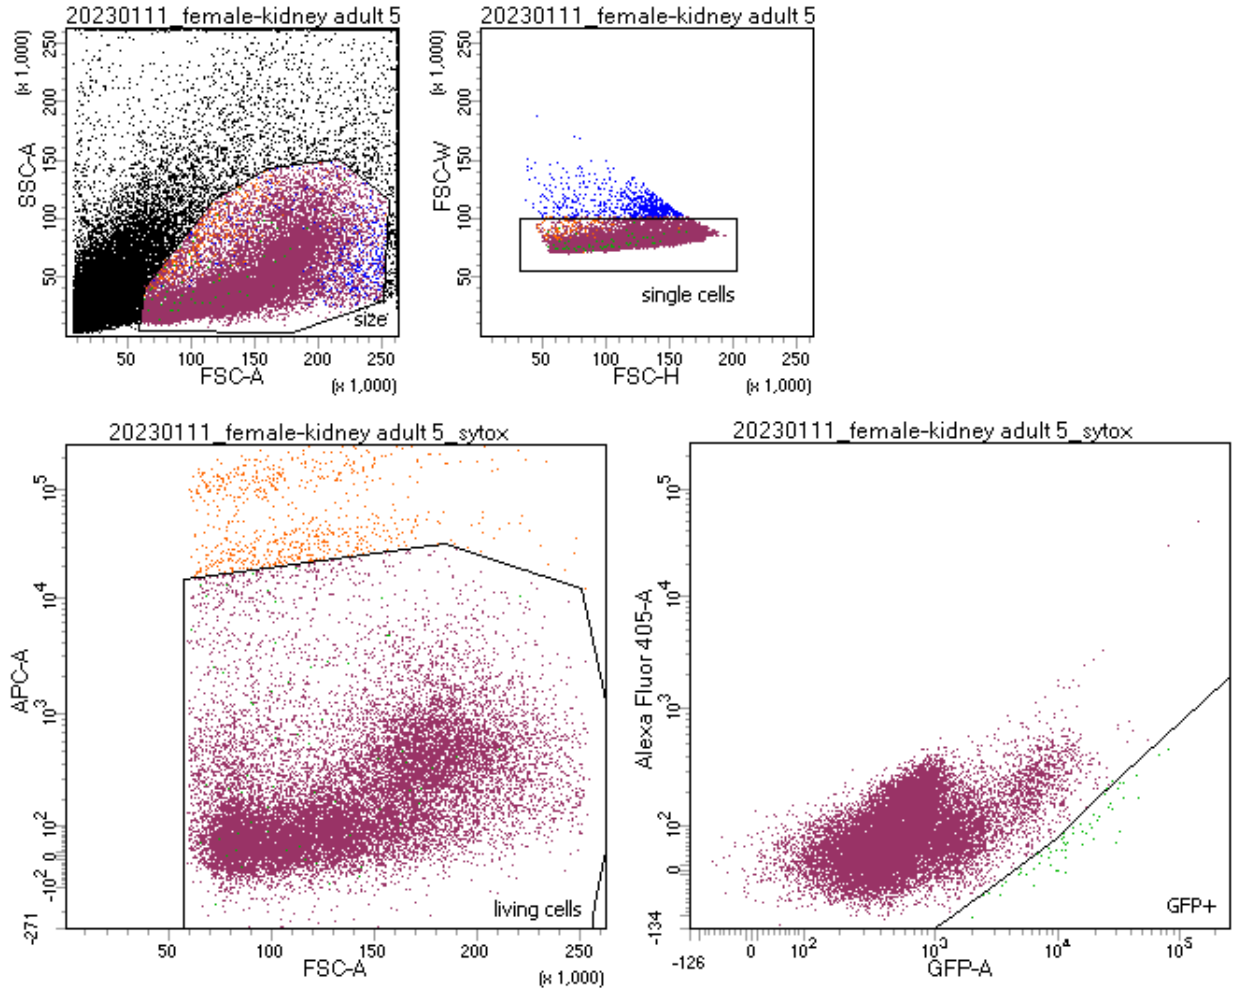 20230111_female-kidney adult 5
(x 1,000)
250
200
150
100
50
SSC-A
size
50 100 150 200 250
FSC-A
(x 1,000)
20230111_female-kidney adult 5
(x 1,000)
250
200
150
100
50
FSC-W
single cells
50 100 150 200 250
FSC-H
(x 1,000)
20230111_female-kidney adult 5_sytox
10^5
10^4
10^3
10^2
0
-10^2
-271
APC-A
living cells
50 100 150 200 250
FSC-A
(x 1,000)
20230111_female-kidney adult 5_sytox
10^5
10^4
10^3
10^2
0
-134
Alexa Fluor 405-A
GFP+
-126 0 10^2 10^3 10^4 10^5
GFP-A